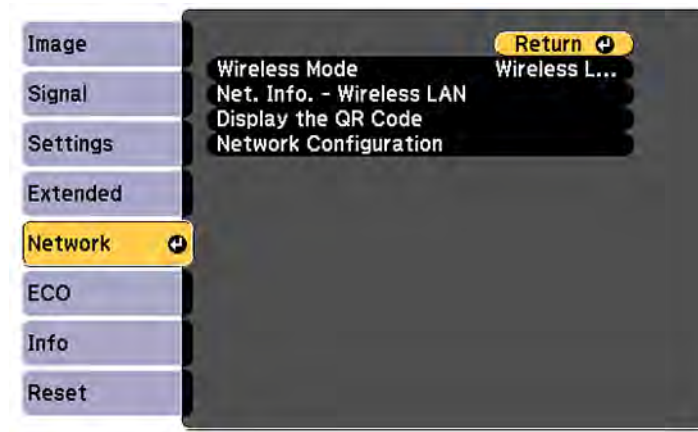 Image
Signal
Settings
Extended
Network
ECO
Info
Reset
Return
Wireless Mode Wireless L...
Net. Info. - Wireless LAN
Display the QR Code
Network Configuration